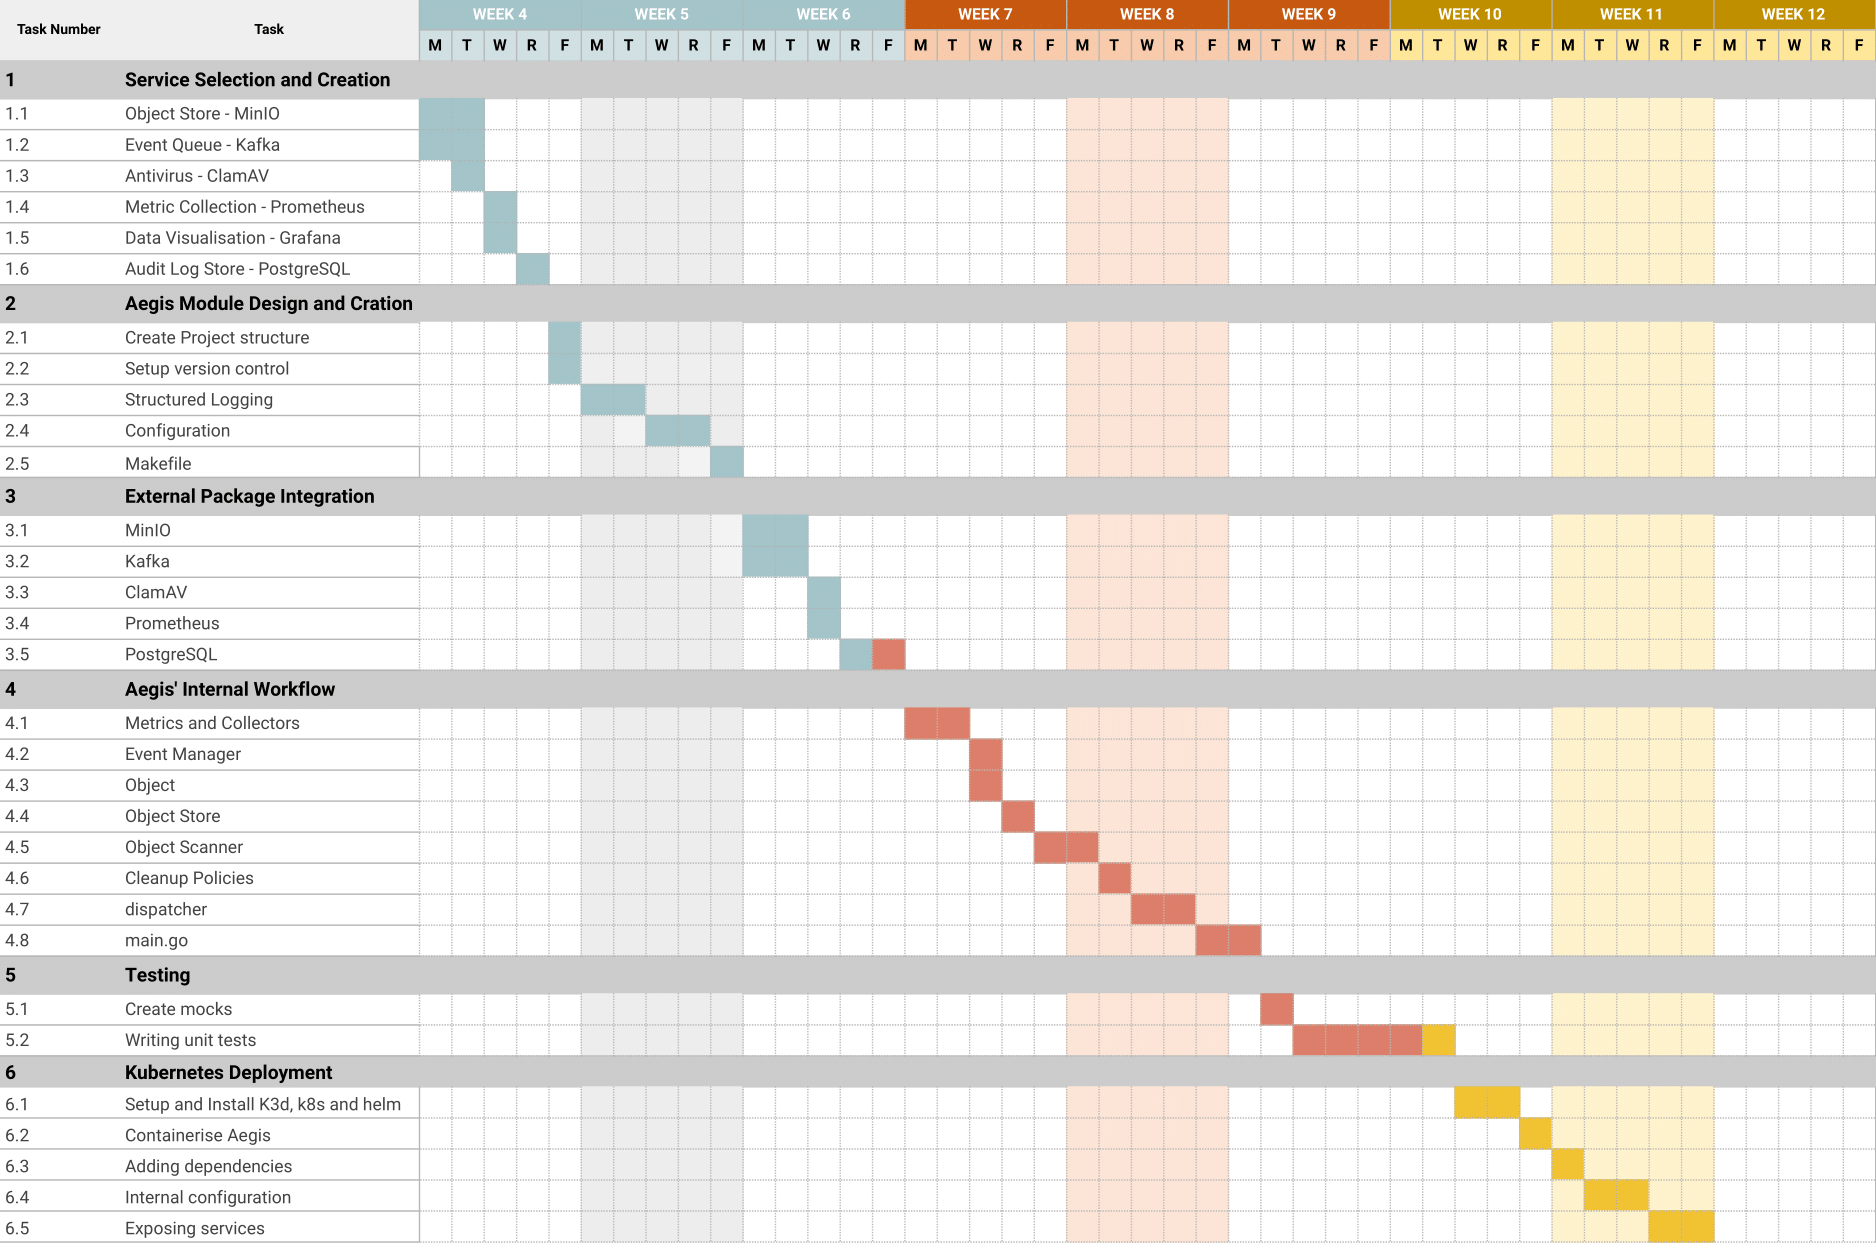 Task Number Task WEEK 4 WEEK 5 WEEK 6 WEEK 7 WEEK 8 WEEK 9 WEEK 10 WEEK 11 WEEK 12
M T W R F M T W R F M T W R F M T W R F M T W R F M T W R F M T W R F M T W R F M T W R F
1 Service Selection and Creation
1.1 Object Store - MinIO
1.2 Event Queue - Kafka
1.3 Antivirus - ClamAV
1.4 Metric Collection - Prometheus
1.5 Data Visualisation - Grafana
1.6 Audit Log Store - PostgreSQL
2 Aegis Module Design and Cration
2.1 Create Project structure
2.2 Setup version control
2.3 Structured Logging
2.4 Configuration
2.5 Makefile
3 External Package Integration
3.1 MinIO
3.2 Kafka
3.3 ClamAV
3.4 Prometheus
3.5 PostgreSQL
4 Aegis' Internal Workflow
4.1 Metrics and Collectors
4.2 Event Manager
4.3 Object
4.4 Object Store
4.5 Object Scanner
4.6 Cleanup Policies
4.7 dispatcher
4.8 main.go
5 Testing
5.1 Create mocks
5.2 Writing unit tests
6 Kubernetes Deployment
6.1 Setup and Install K3d, k8s and helm
6.2 Containerise Aegis
6.3 Adding dependencies
6.4 Internal configuration
6.5 Exposing services